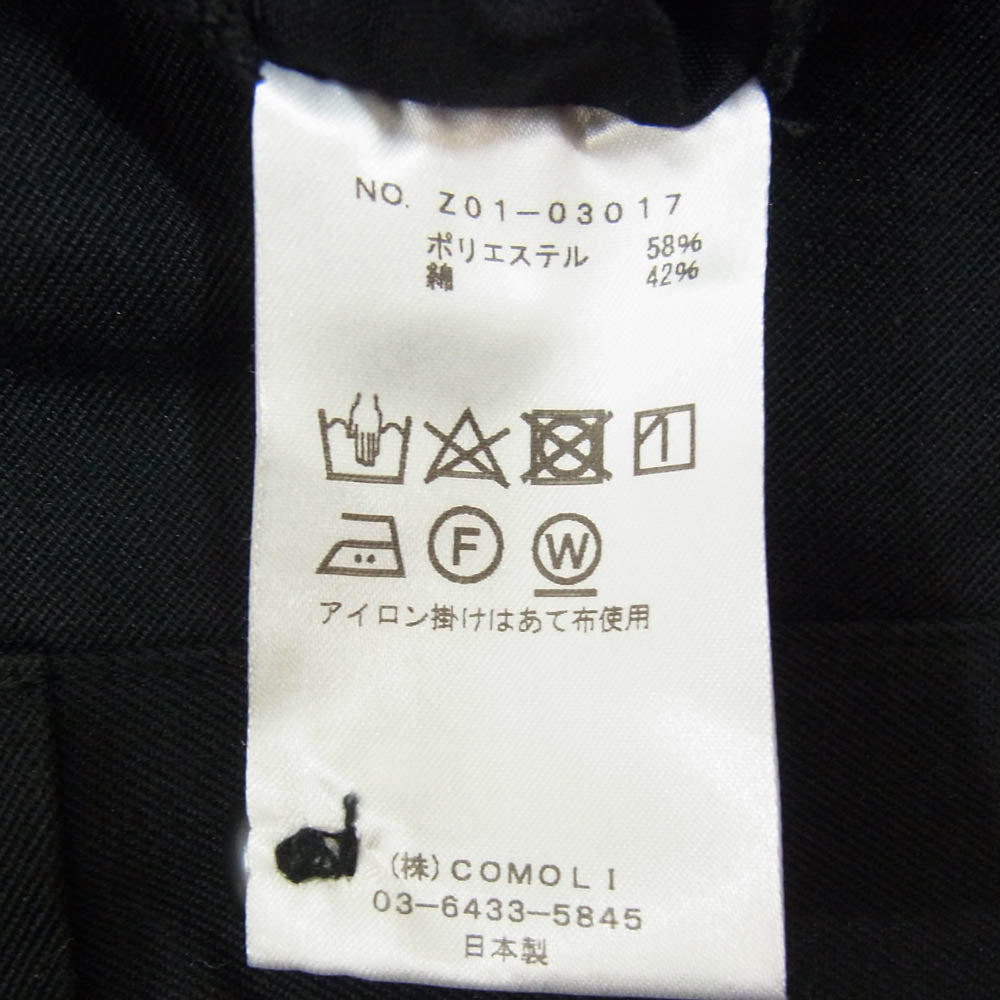 NO. Z01-03017
ポリエステル 58%
綿 42%
F W
アイロン掛けはあて布使用
(株)COMOLI
03-6433-5845
日本製